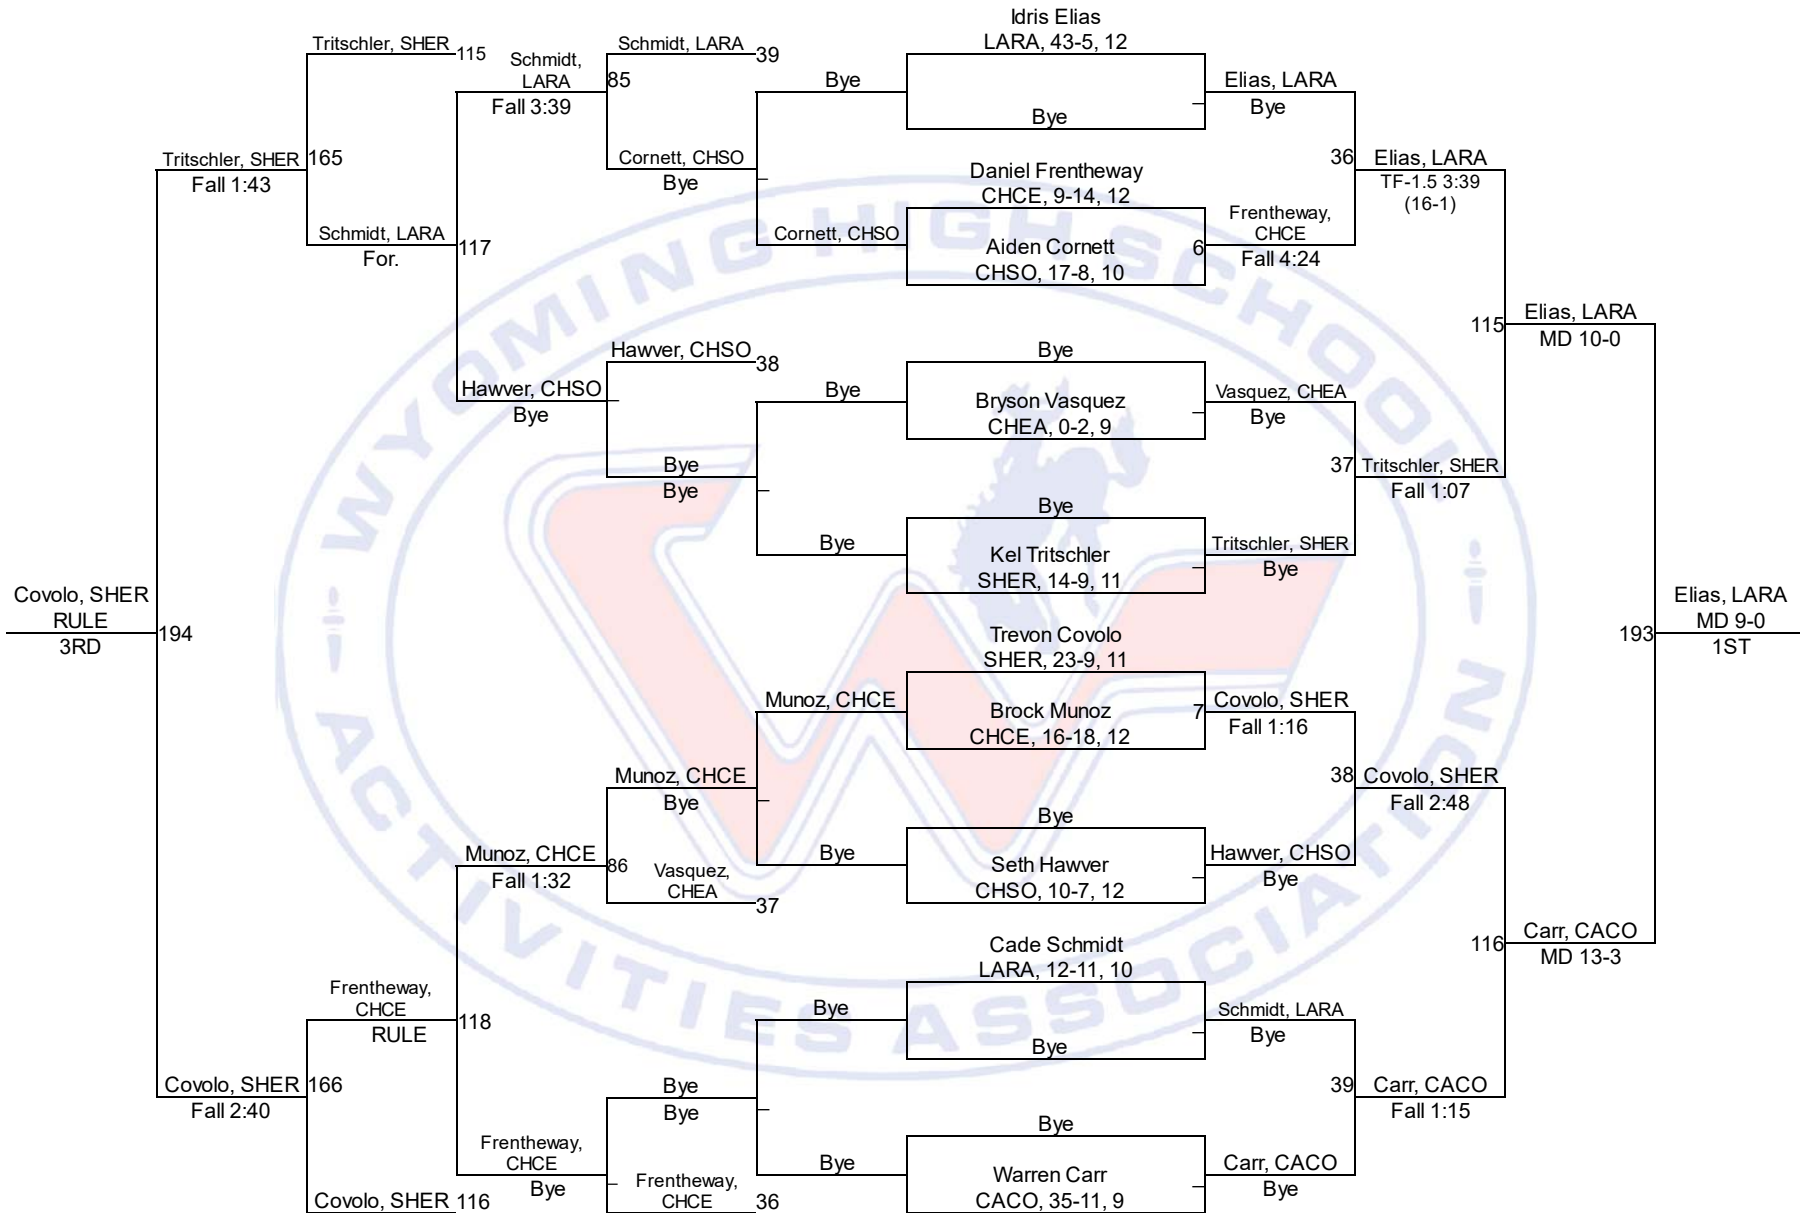 Idris Elias
LARA, 43-5, 12
Tritschler, SHER
115
Schmidt,
LARA
Fall 3:39
Schmidt, LARA
39
85
Bye
Bye
Elias, LARA
Bye
Tritschler, SHER
Fall 1:43
165
Cornett, CHSO
Bye
Daniel Frentheway
CHCE, 9-14, 12
36
Elias, LARA
TF-1.5 3:39
(16-1)
Schmidt, LARA
For.
117
Cornett, CHSO
Aiden Cornett
CHSO, 17-8, 10
6
Frentheway,
CHCE
Fall 4:24
115
Elias, LARA
MD 10-0
Hawver, CHSO
38
Hawver, CHSO
Bye
Bye
Bye
Bryson Vasquez
CHEA, 0-2, 9
Vasquez, CHEA
Bye
Bye
Bye
37
Tritschler, SHER
Fall 1:07
Bye
Bye
Kel Tritschler
SHER, 14-9, 11
Tritschler, SHER
Bye
Covolo, SHER
RULE
3RD
194
Trevon Covolo
SHER, 23-9, 11
193
Elias, LARA
MD 9-0
1ST
Munoz, CHCE
Brock Munoz
CHCE, 16-18, 12
7
Covolo, SHER
Fall 1:16
Munoz, CHCE
Bye
38
Covolo, SHER
Fall 2:48
Munoz, CHCE
Fall 1:32
86
Vasquez,
CHEA
37
Bye
Bye
Seth Hawver
CHSO, 10-7, 12
Hawver, CHSO
Bye
Cade Schmidt
LARA, 12-11, 10
116
Carr, CACO
MD 13-3
Frentheway,
CHCE
RULE
118
Bye
Bye
Schmidt, LARA
Bye
Covolo, SHER
Fall 2:40
166
Bye
Bye
39
Carr, CACO
Fall 1:15
Frentheway,
CHCE
Bye
Bye
Bye
Warren Carr
CACO, 35-11, 9
Carr, CACO
Bye
Covolo, SHER
116
Frentheway,
CHCE
36
WYOMING HIGH SCHOOL
ACTIVITIES ASSOCIATION